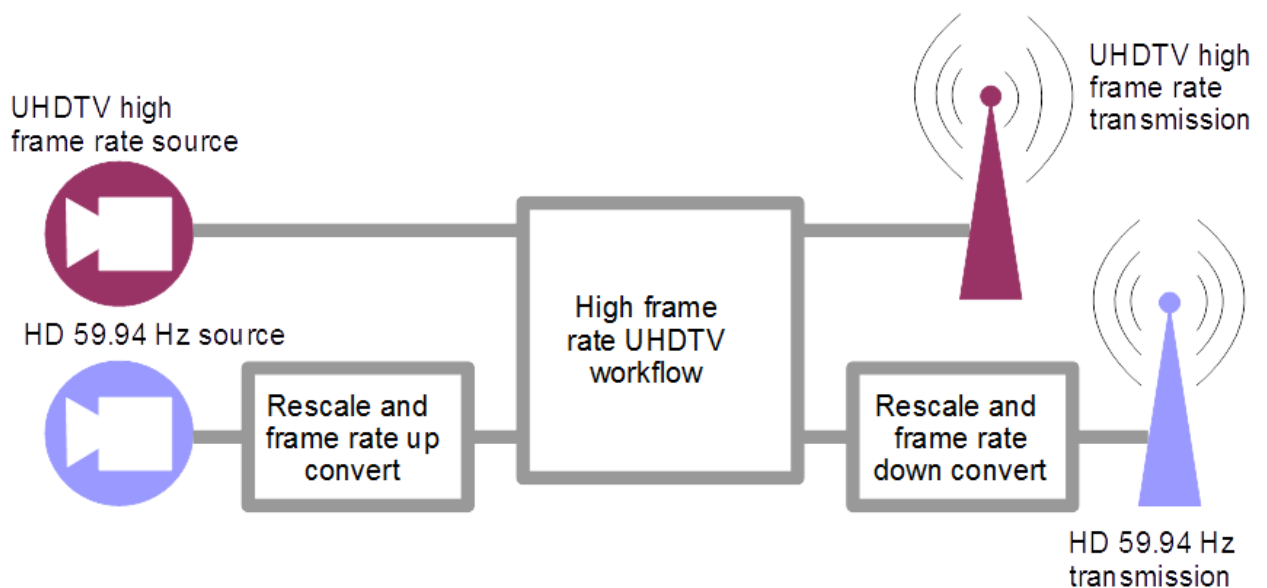 UHDTV high
frame rate source
HD 59.94 Hz source
Rescale and
frame rate up
convert
High frame
rate UHDTV
workflow
UHDTV high
frame rate
transmission
Rescale and
frame rate
down convert
HD 59.94 Hz
transmission